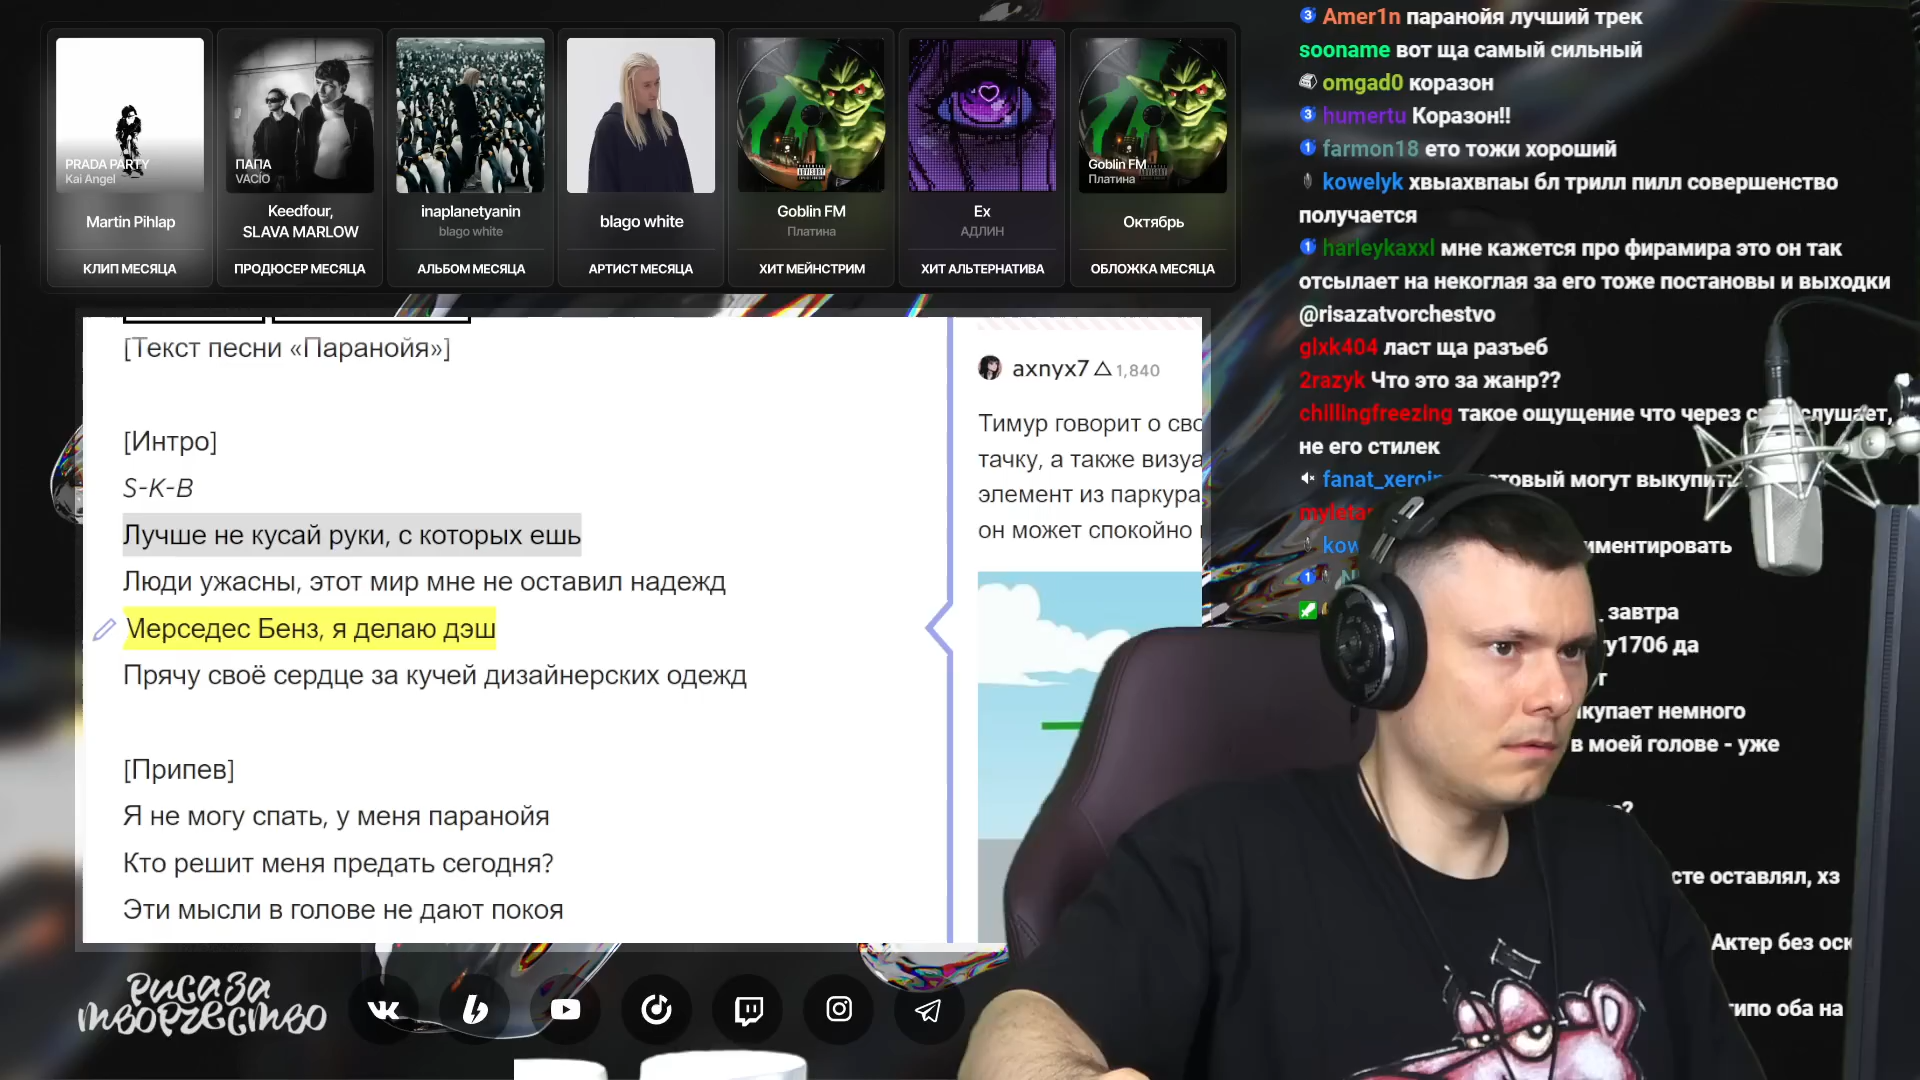 PRADA PARTY
Kai Angel
Martin Pihlap
КЛИП МЕСЯЦА
ПАПА
VACÍO
Keedfour,
SLAVA MARLOW
ПРОДЮСЕР МЕСЯЦА
inaplanetyanin
blago white
АЛЬБОМ МЕСЯЦА
blago white
АРТИСТ МЕСЯЦА
Goblin FM
Платина
ХИТ МЕЙНСТРИМ
Ex
АДЛИН
ХИТ АЛЬТЕРНАТИВА
Goblin FM
Платина
Октябрь
ОБЛОЖКА МЕСЯЦА
[Текст песни «Паранойя»]
[Интро]
S-K-B
Лучше не кусай руки, с которых ешь
Люди ужасны, этот мир мне не оставил надежд
Мерседес Бенз, я делаю дэш
Прячу своё сердце за кучей дизайнерских одежд
[Припев]
Я не могу спать, у меня паранойя
Кто решит меня предать сегодня?
Эти мысли в голове не дают покоя
axnyx7 1,840
Тимур говорит о
тачку, а также
элемент из паркура
он может спокойно
3 Amer1n паранойя лучший трек
sooname вот ща самый сильный
omgad0 коразон
3 humertu Коразон!!
1 farmon18 ето тожи хороший
kowelyk хвыахвпаы бл трилл пилл совершенство
получается
1 harleykaxxl мне кажется про фирамира это он так
отсылает на некоглая за его тоже постановы и выходки
@risazatvorchestvo
glxk404 ласт ща разъеб
2razyk Что это за жанр??
chillingfreezing такое ощущение что через слушает,
не его стилек
могут
завтра
да
немного
в моей голове - уже
оставлял, хз
Актер без
оба на
РИСАЗА
ТВОРЧЕСТВО